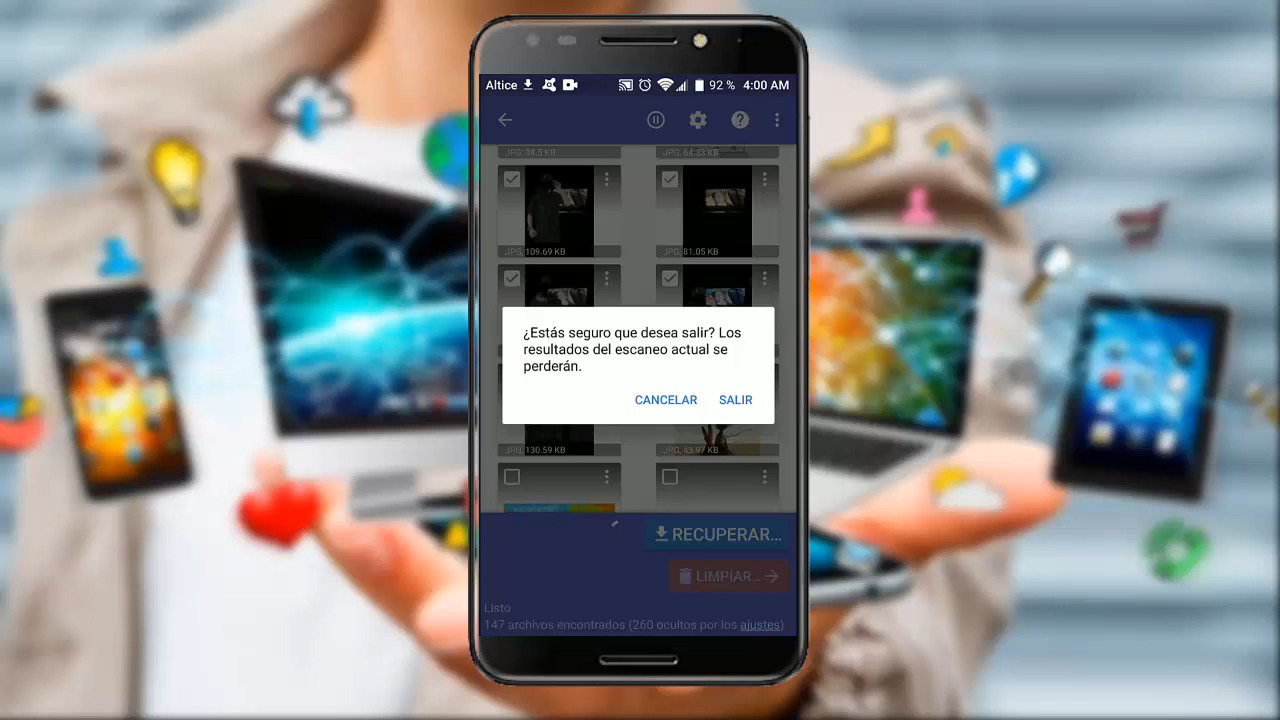 Altice 92 % 4:00 AM
JPG, 34.5 KB JPG, 64.33 KB
JPG, 109.69 KB JPG, 81.05 KB
¿Estás seguro que desea salir? Los
resultados del escaneo actual se
perderán.
CANCELAR SALIR
JPG, 130.59 KB JPG, 43.97 KB
RECUPERAR...
LIMPIAR...
Listo
147 archivos encontrados (260 ocultos por los ajustes)